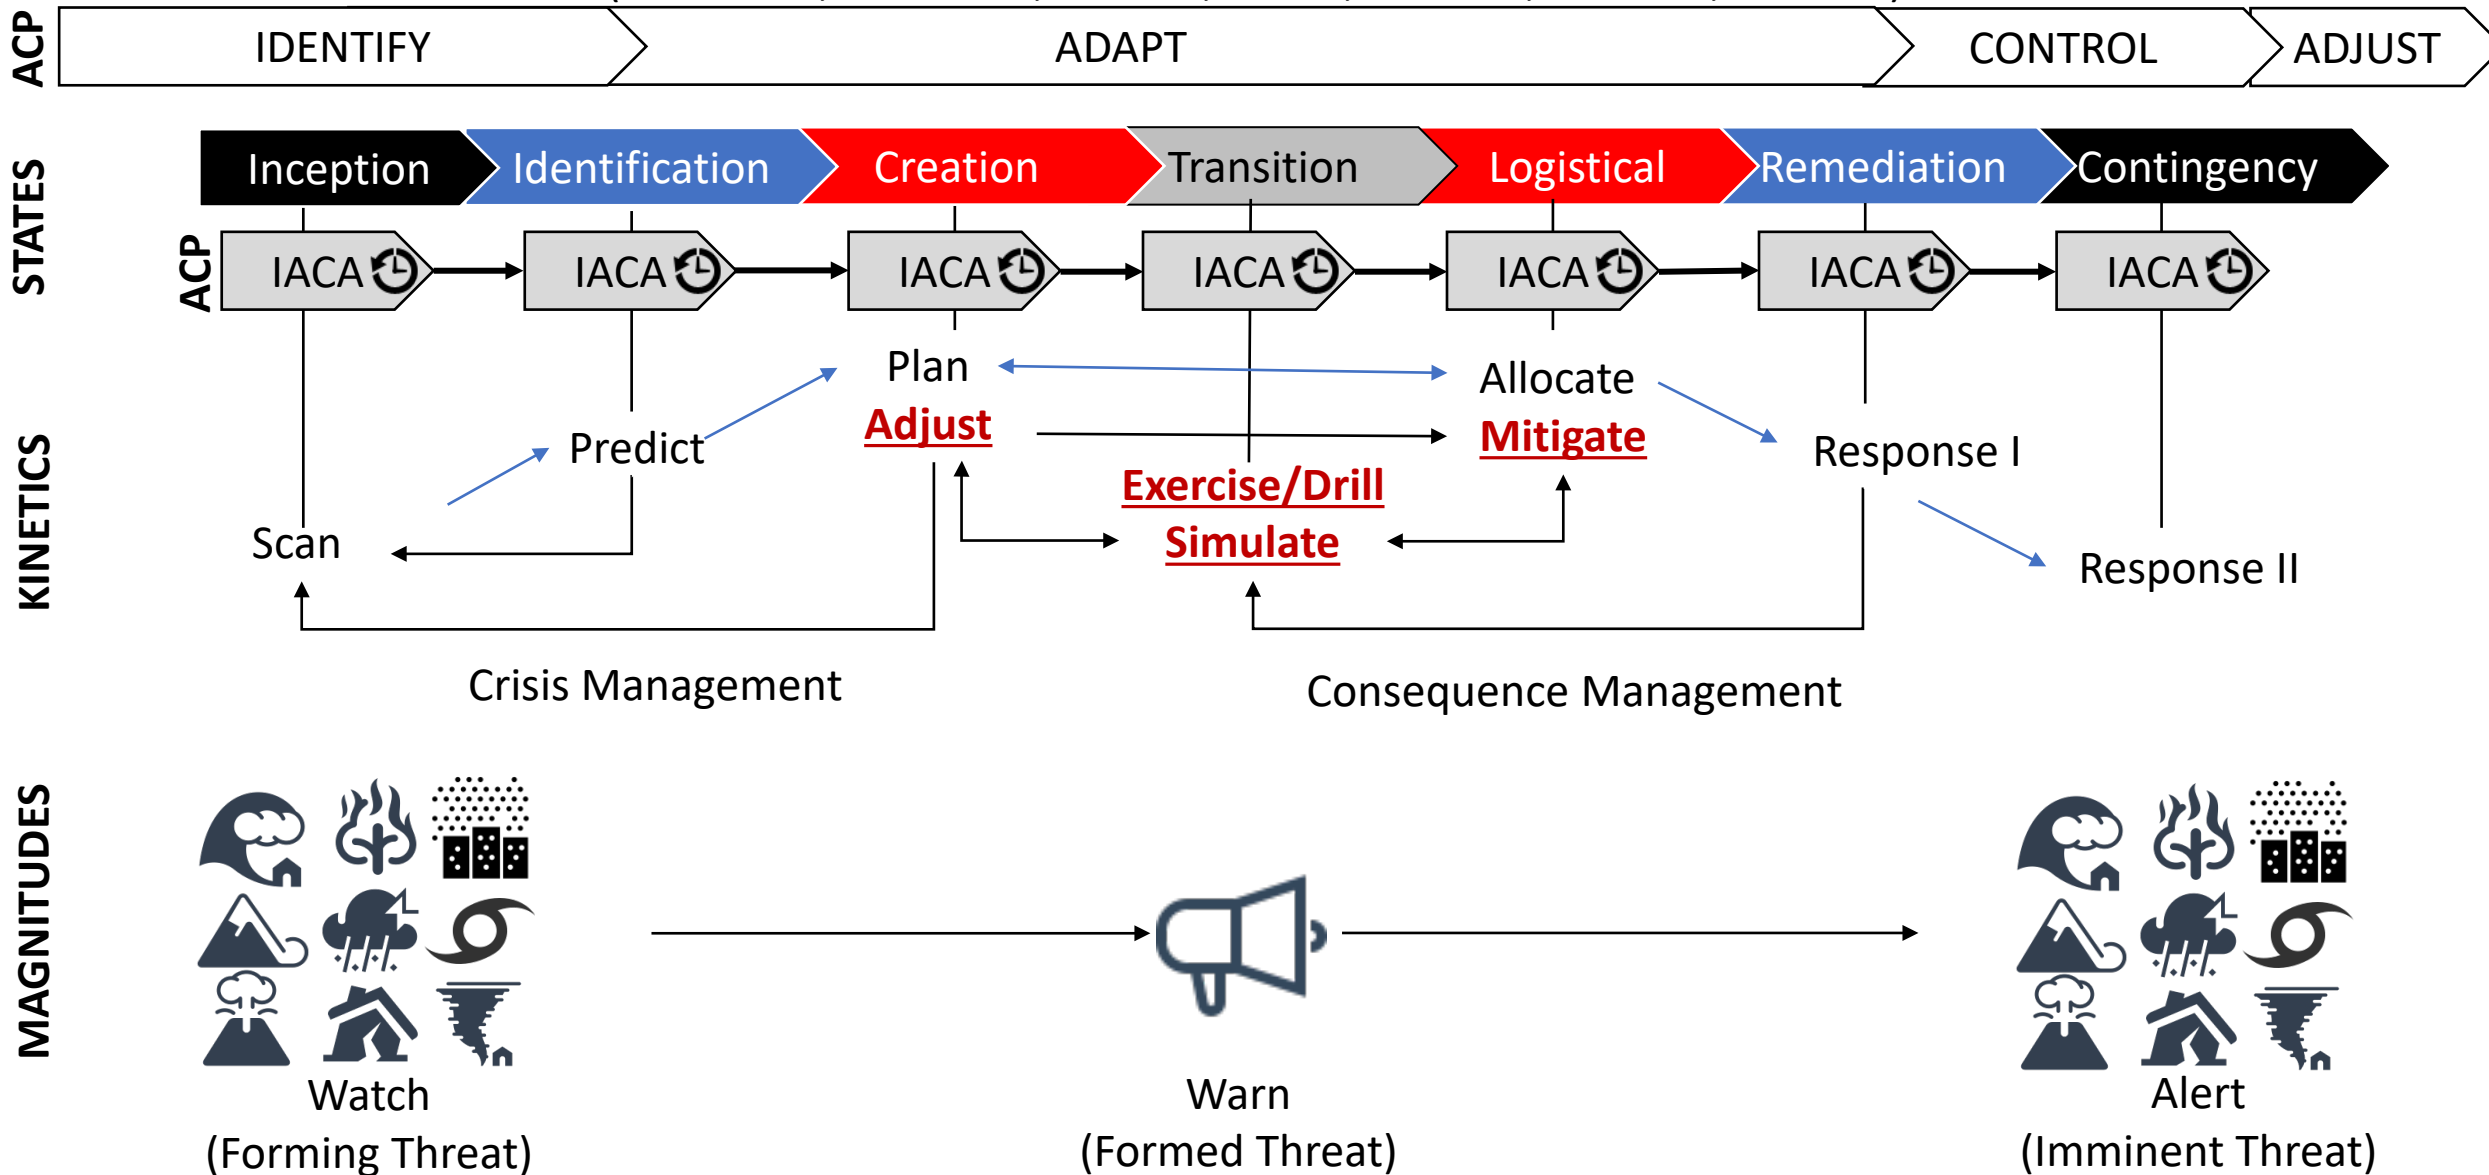 ACP
IDENTIFY
ADAPT
CONTROL
ADJUST
STATES
Inception
Identification
Creation
Transition
Logistical
Remediation
Contingency
ACP
IACA
IACA
IACA
IACA
IACA
IACA
IACA
KINETICS
Scan
Predict
Plan
Adjust
Exercise/Drill
Simulate
Allocate
Mitigate
Response I
Response II
Crisis Management
Consequence Management
MAGNITUDES
Watch
(Forming Threat)
Warn
(Formed Threat)
Alert
(Imminent Threat)